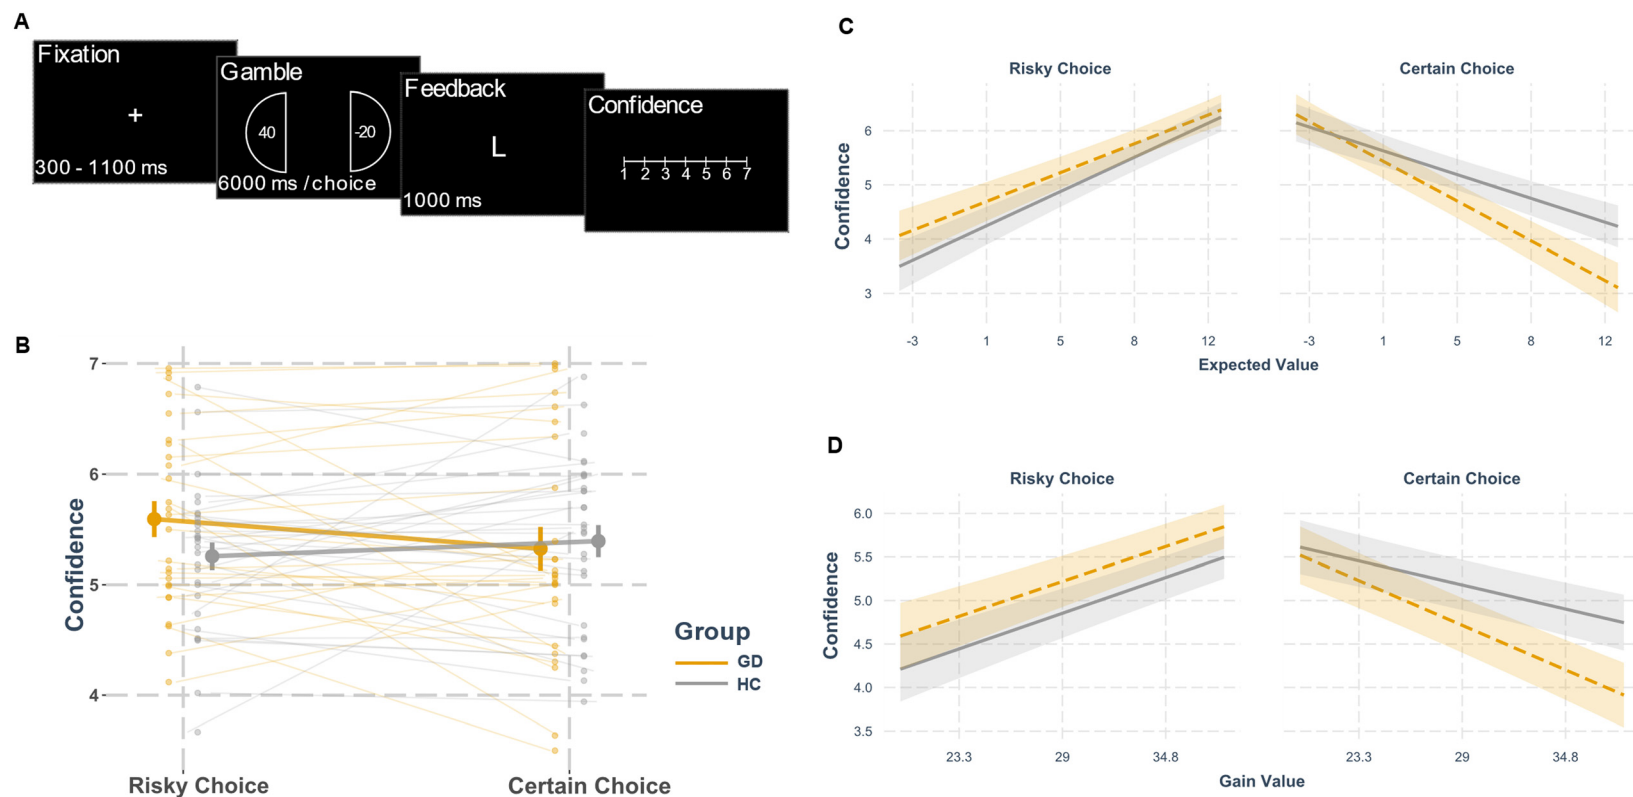 A
Fixation
+
300 - 1100 ms
Gamble
40
-20
6000 ms / choice
Feedback
L
1000 ms
Confidence
1 2 3 4 5 6 7
B
7
6
5
4
Confidence
Risky Choice
Certain Choice
Group
GD
HC
C
Risky Choice
Certain Choice
6
5
4
3
Confidence
-3 1 5 8 12
-3 1 5 8 12
Expected Value
D
Risky Choice
Certain Choice
6.0
5.5
5.0
4.5
4.0
3.5
Confidence
23.3 29 34.8
23.3 29 34.8
Gain Value